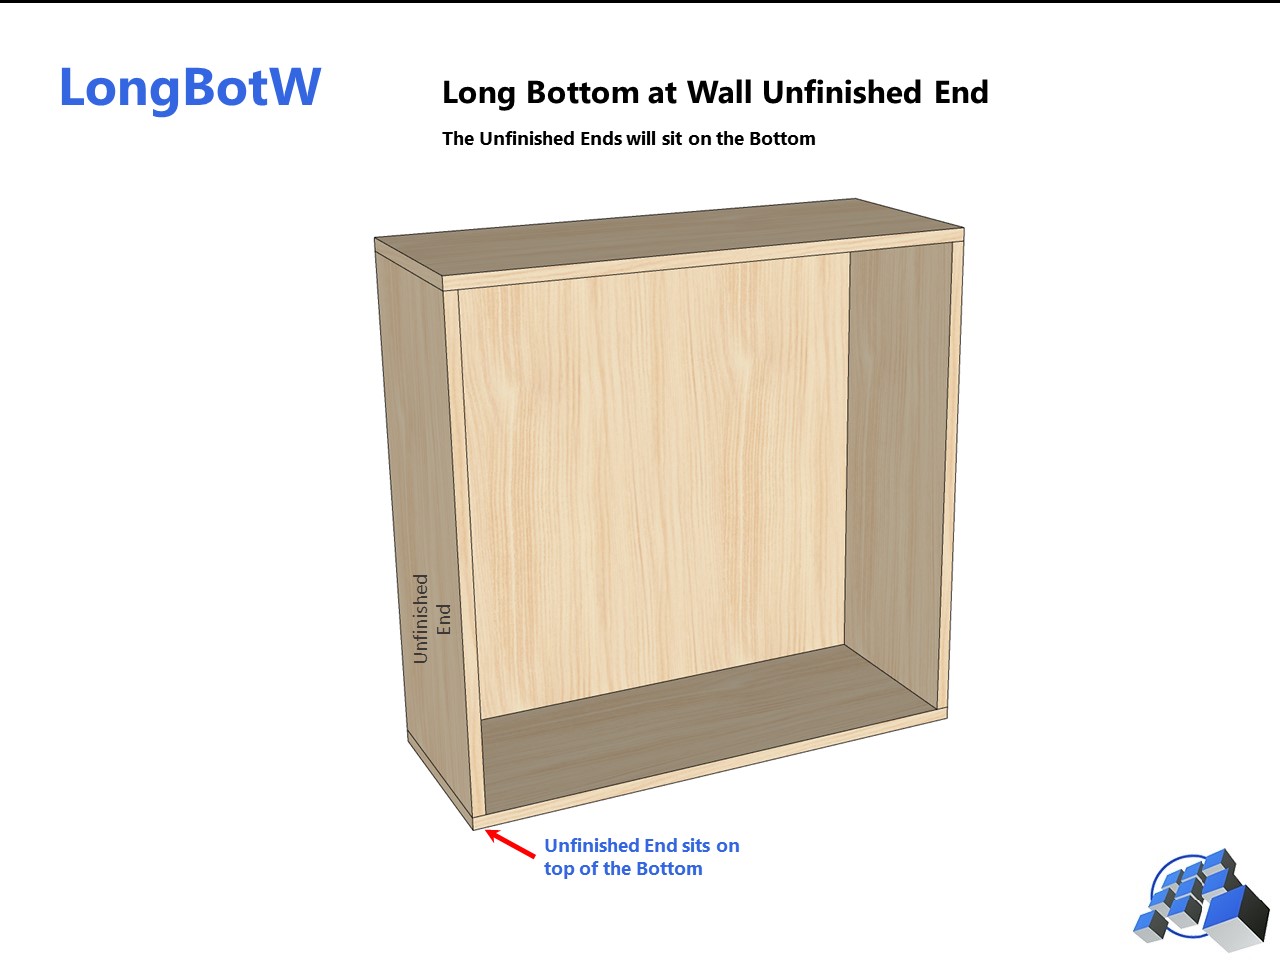 LongBotW
Long Bottom at Wall Unfinished End
The Unfinished Ends will sit on the Bottom
Unfinished
End
Unfinished End sits on
top of the Bottom